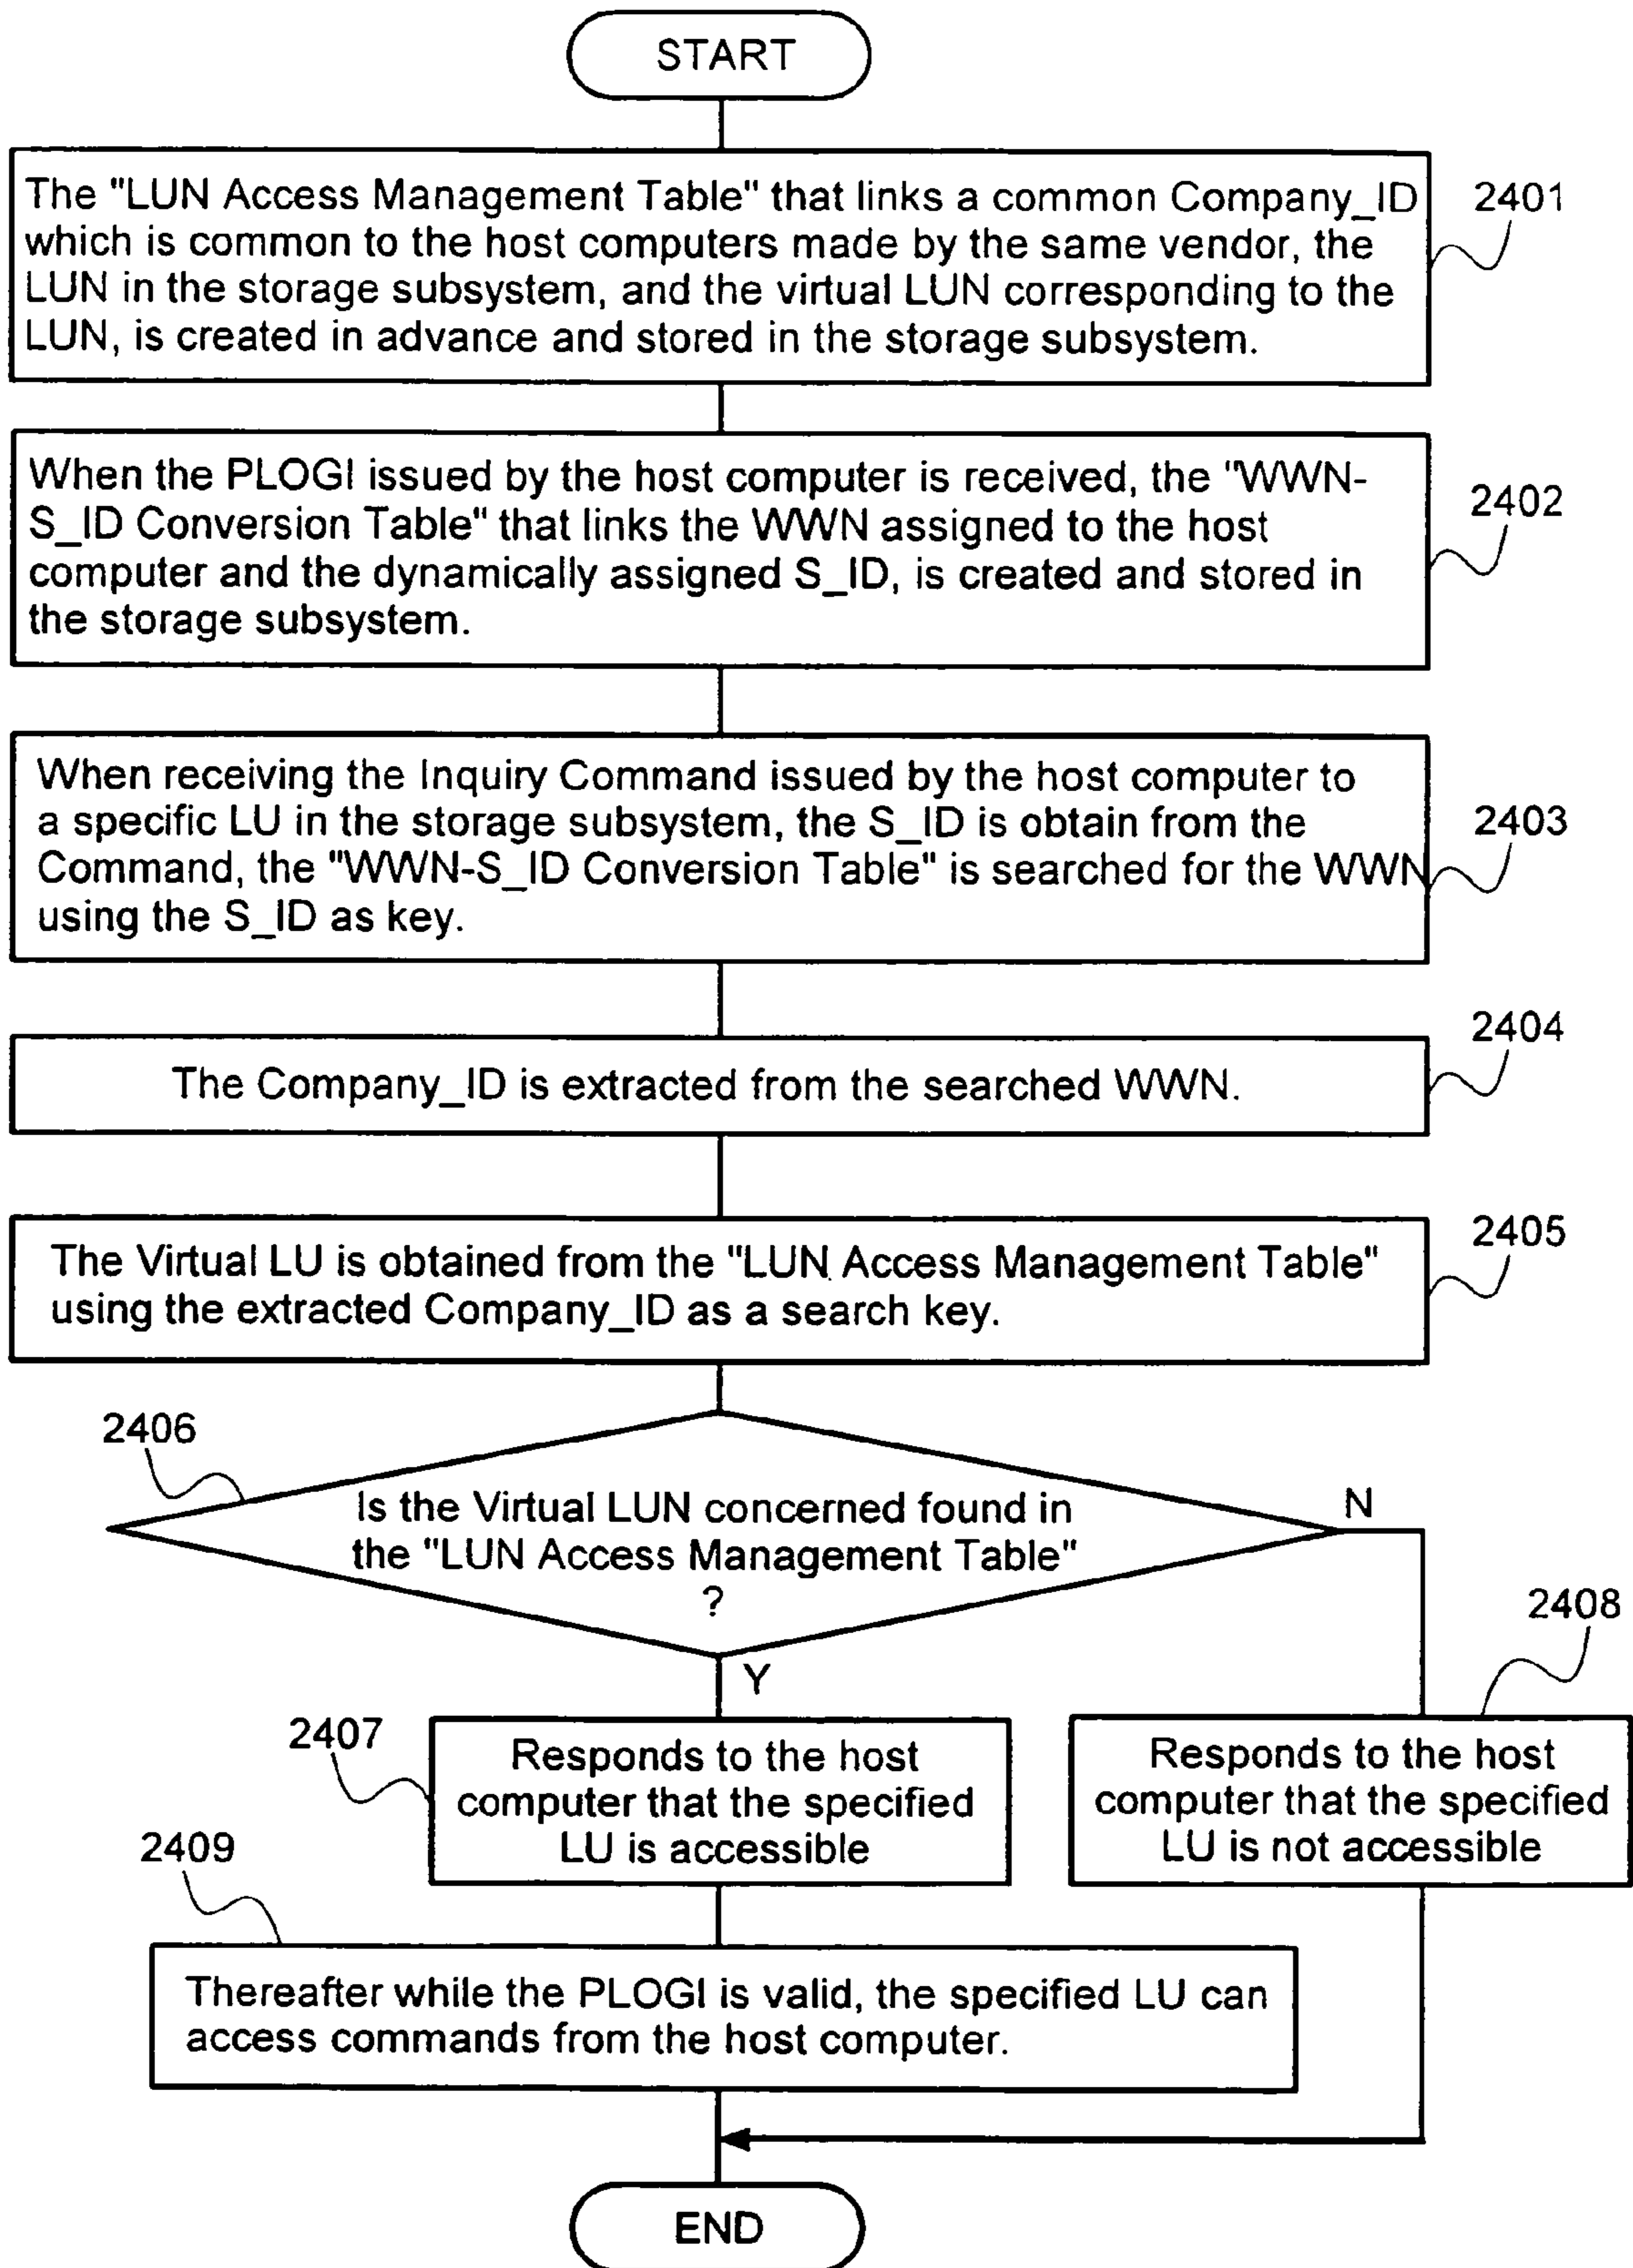 START
The "LUN Access Management Table" that links a common Company_ID
which is common to the host computers made by the same vendor, the
LUN in the storage subsystem, and the virtual LUN corresponding to the
LUN, is created in advance and stored in the storage subsystem.
2401
When the PLOGI issued by the host computer is received, the "WWN-
S_ID Conversion Table" that links the WWN assigned to the host
computer and the dynamically assigned S_ID, is created and stored in
the storage subsystem.
2402
When receiving the Inquiry Command issued by the host computer to
a specific LU in the storage subsystem, the S_ID is obtain from the
Command, the "WWN-S_ID Conversion Table" is searched for the WWN
using the S_ID as key.
2403
2404
The Company_ID is extracted from the searched WWN.
2405
The Virtual LU is obtained from the "LUN Access Management Table"
using the extracted Company_ID as a search key.
2406
Is the Virtual LUN concerned found in
the "LUN Access Management Table"
?
N
Y
2408
2407
Responds to the host
computer that the specified
LU is accessible
Responds to the host
computer that the specified
LU is not accessible
2409
Thereafter while the PLOGI is valid, the specified LU can
access commands from the host computer.
END